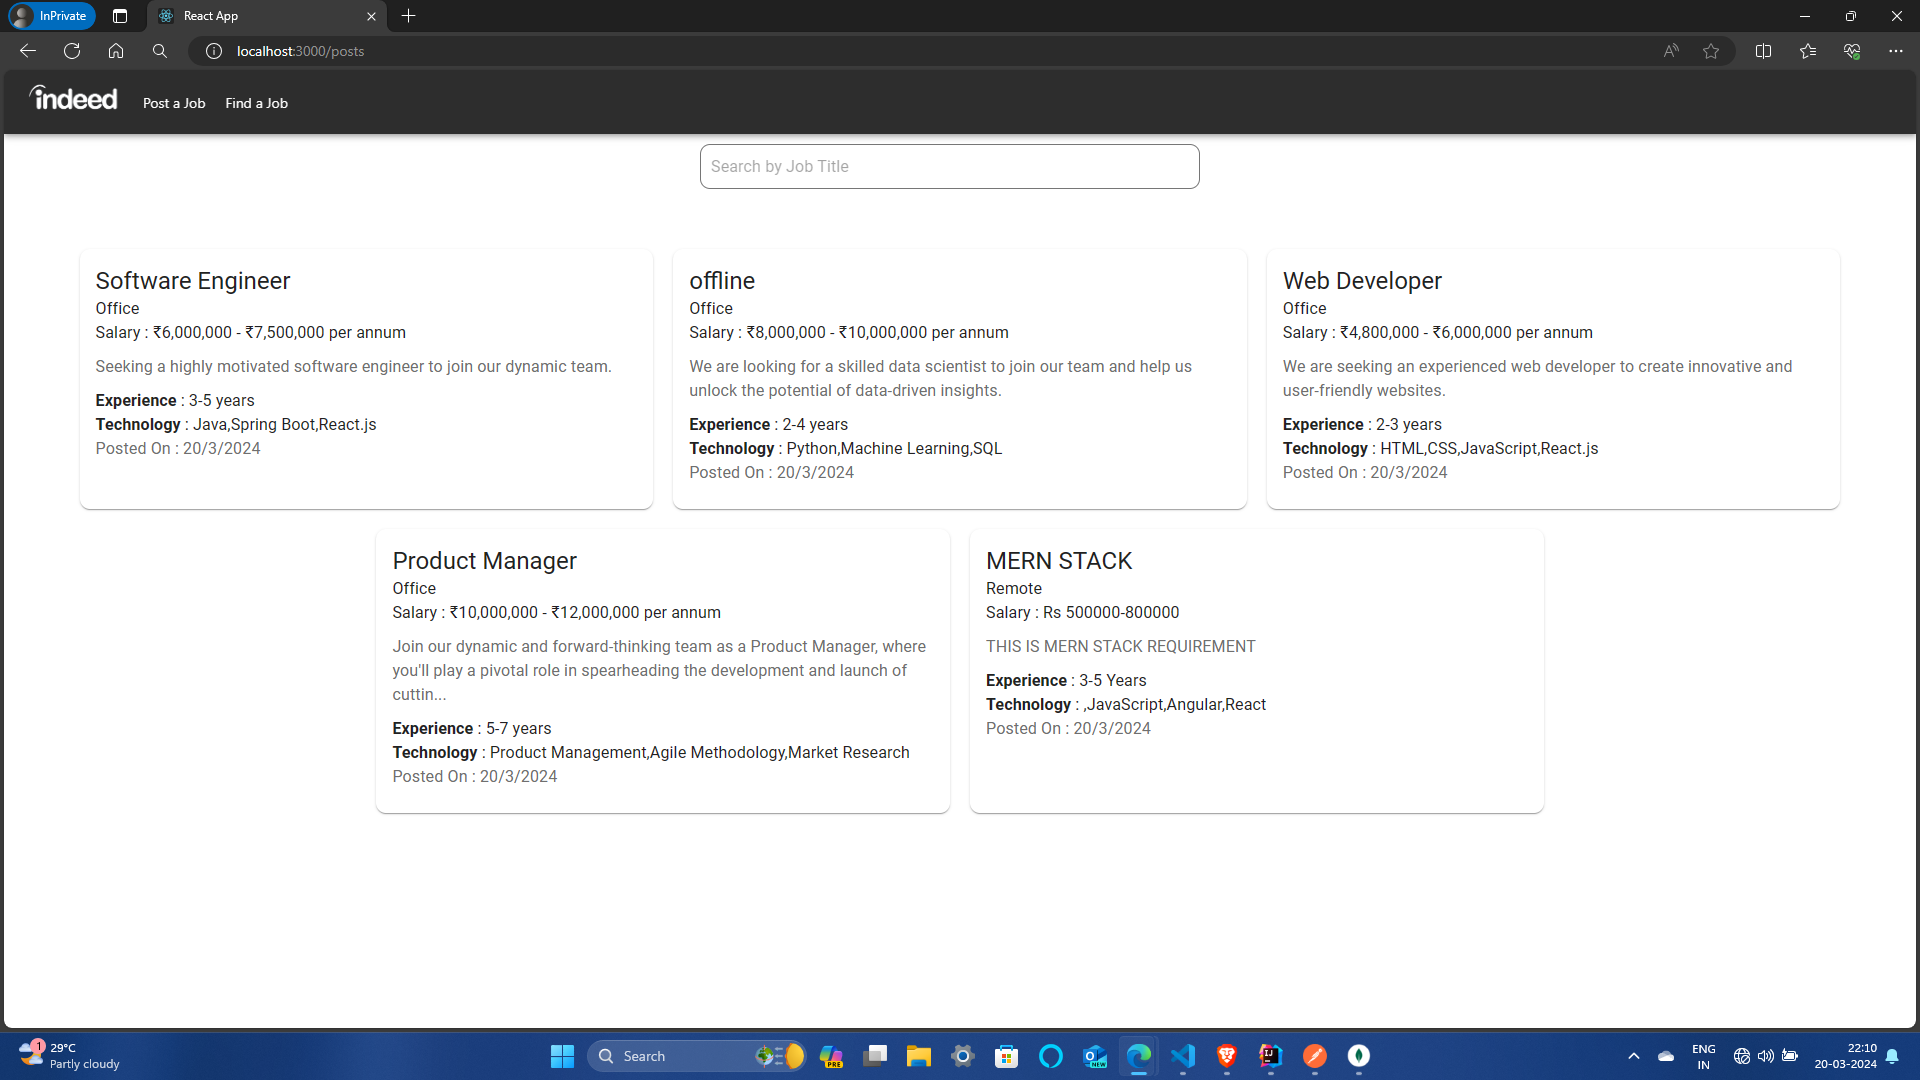 InPrivate
React App
localhost:3000/posts
indeed
Post a Job
Find a Job
Search by Job Title
Software Engineer
Office
Salary : ₹6,000,000 - ₹7,500,000 per annum
Seeking a highly motivated software engineer to join our dynamic team.
Experience : 3-5 years
Technology : Java,Spring Boot,React.js
Posted On : 20/3/2024
offline
Office
Salary : ₹8,000,000 - ₹10,000,000 per annum
We are looking for a skilled data scientist to join our team and help us
unlock the potential of data-driven insights.
Experience : 2-4 years
Technology : Python,Machine Learning,SQL
Posted On : 20/3/2024
Web Developer
Office
Salary : ₹4,800,000 - ₹6,000,000 per annum
We are seeking an experienced web developer to create innovative and
user-friendly websites.
Experience : 2-3 years
Technology : HTML,CSS,JavaScript,React.js
Posted On : 20/3/2024
Product Manager
Office
Salary : ₹10,000,000 - ₹12,000,000 per annum
Join our dynamic and forward-thinking team as a Product Manager, where
you'll play a pivotal role in spearheading the development and launch of
cuttin...
Experience : 5-7 years
Technology : Product Management,Agile Methodology,Market Research
Posted On : 20/3/2024
MERN STACK
Remote
Salary : Rs 500000-800000
THIS IS MERN STACK REQUIREMENT
Experience : 3-5 Years
Technology : ,JavaScript,Angular,React
Posted On : 20/3/2024
1
29°C
Partly cloudy
Search
PRE
NEW
ENG
IN
22:10
20-03-2024